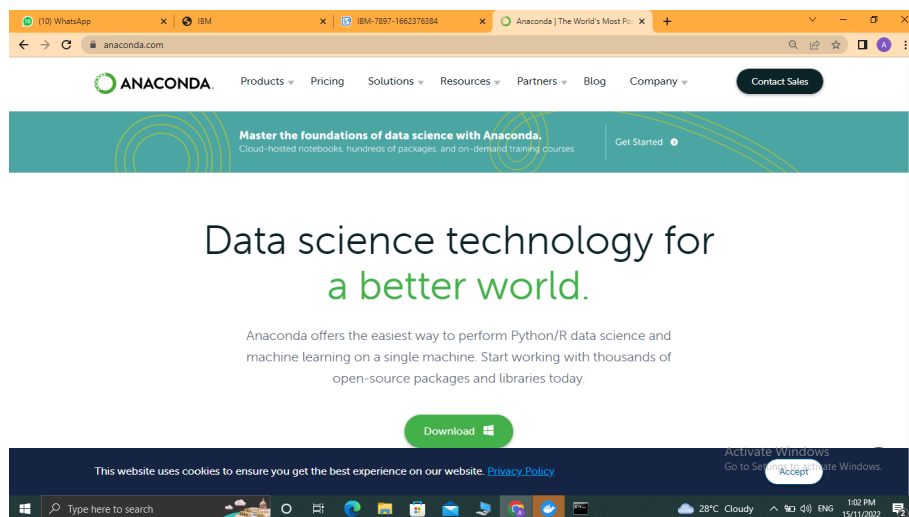 (10) WhatsApp
IBM
IBM-7897-1662376384
Anaconda | The World's Most Po
anaconda.com
A
ANACONDA.
Products
Pricing
Solutions
Resources
Partners
Blog
Company
Contact Sales
Master the foundations of data science with Anaconda.
Cloud-hosted notebooks, hundreds of packages, and on-demand training courses
Get Started
Data science technology for
a better world.
Anaconda offers the easiest way to perform Python/R data science and
machine learning on a single machine. Start working with thousands of
open-source packages and libraries today.
Download
Activate Windows
Go to Settings to activate Windows.
This website uses cookies to ensure you get the best experience on our website. Privacy Policy
Accept
Type here to search
28°C Cloudy
ENG
1:02 PM
15/11/2022
2